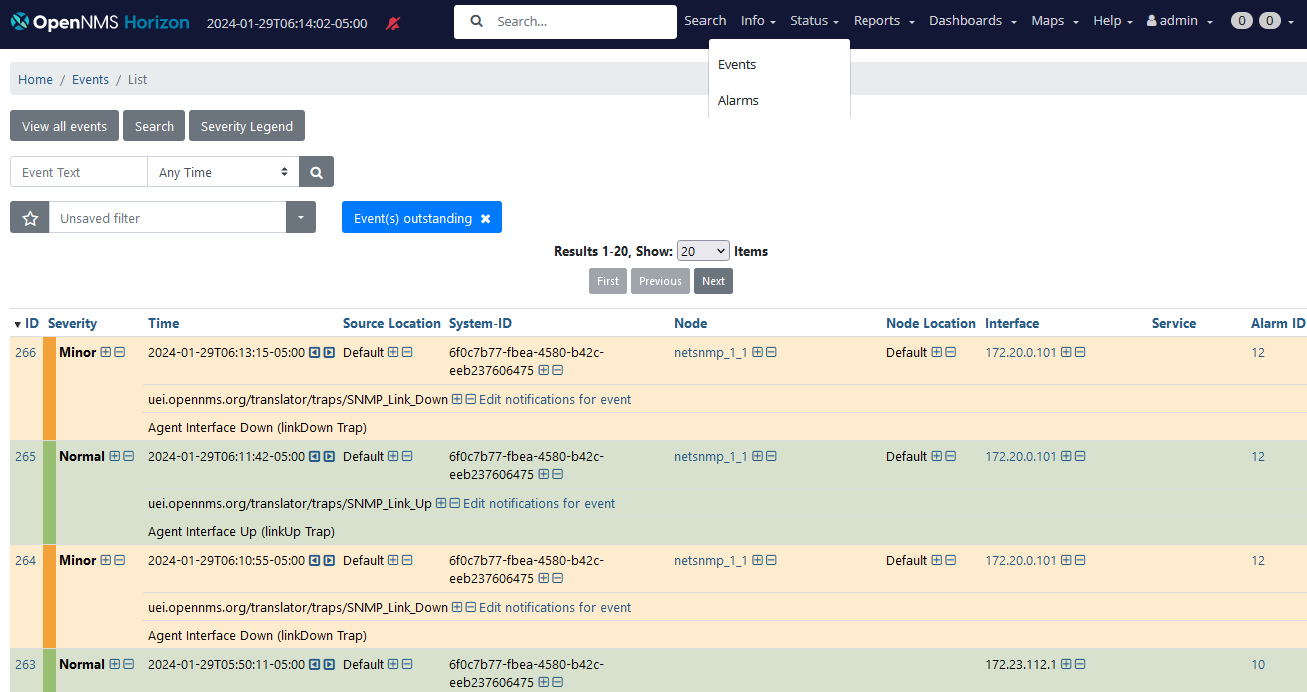 OpenNMS Horizon 2024-01-29T06:14:02-05:00 Search... Search Info Status Reports Dashboards Maps Help admin 0 0
Events
Alarms
Home / Events / List
View all events Search Severity Legend
Event Text Any Time
Unsaved filter Event(s) outstanding
Results 1-20, Show: 20 Items
First Previous Next
ID Severity Time Source Location System-ID Node Node Location Interface Service Alarm ID
266 Minor 2024-01-29T06:13:15-05:00 Default 6f0c7b77-fbea-4580-b42c- netsnmp_1_1 Default 172.20.0.101 12
eeb237606475
uei.opennms.org/translator/traps/SNMP_Link_Down Edit notifications for event
Agent Interface Down (linkDown Trap)
265 Normal 2024-01-29T06:11:42-05:00 Default 6f0c7b77-fbea-4580-b42c- netsnmp_1_1 Default 172.20.0.101 12
eeb237606475
uei.opennms.org/translator/traps/SNMP_Link_Up Edit notifications for event
Agent Interface Up (linkUp Trap)
264 Minor 2024-01-29T06:10:55-05:00 Default 6f0c7b77-fbea-4580-b42c- netsnmp_1_1 Default 172.20.0.101 12
eeb237606475
uei.opennms.org/translator/traps/SNMP_Link_Down Edit notifications for event
Agent Interface Down (linkDown Trap)
263 Normal 2024-01-29T05:50:11-05:00 Default 6f0c7b77-fbea-4580-b42c- 172.23.112.1 10
eeb237606475